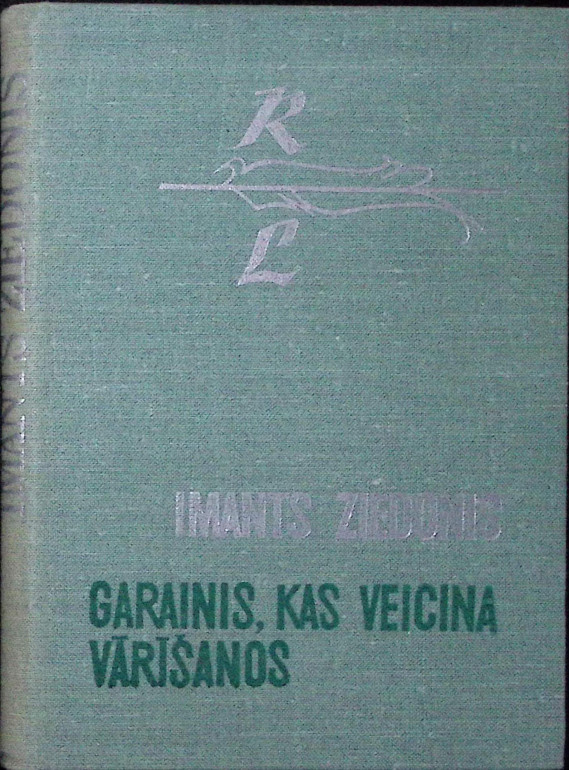 IMANTS ZIEDONIS
R
L
IMANTS ZIEDONIS
GARAINIS, KAS VEICINA
VĀRĪŠANOS